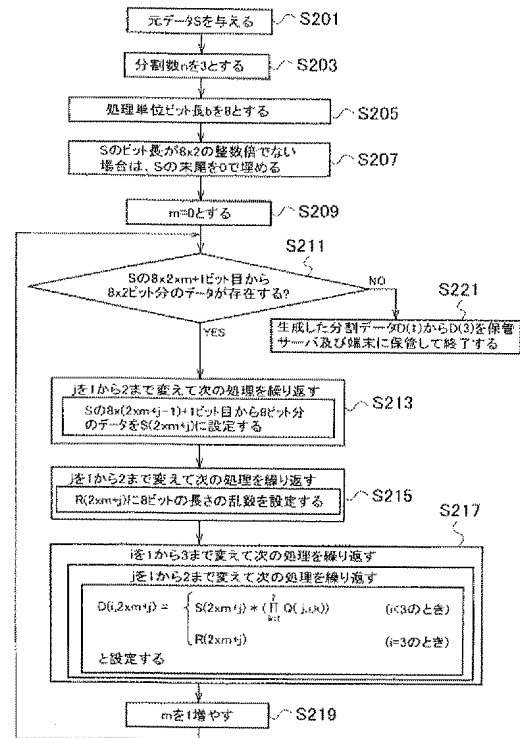 元データSを与える
S201
分割数nを3とする
S203
処理単位ビット長bを8とする
S205
Sのビット長が8x2の整数倍でない
場合は、Sの末尾を0で埋める
S207
m=0とする
S209
S211
Sの8x2xm+1ビット目から
8x2ビット分のデータが存在する?
NO
YES
S221
生成した分割データD(1)からD(3)を保管
サーバ及び端末に保管して終了する
S213
jを1から2まで変えて次の処理を繰り返す
Sの8x(2xm+j-1)+1ビット目から8ビット分
のデータをS(2xm+j)に設定する
jを1から2まで変えて次の処理を繰り返す
S215
R(2xm+j)に8ビットの長さの乱数を設定する
S217
iを1から3まで変えて次の処理を繰り返す
jを1から2まで変えて次の処理を繰り返す
D(i,2xm+j) = S(2xm+j) * (∏ Q(j,i,k)) (i<3のとき)
R(2xm+j) (i=3のとき)
と設定する
mを1増やす
S219